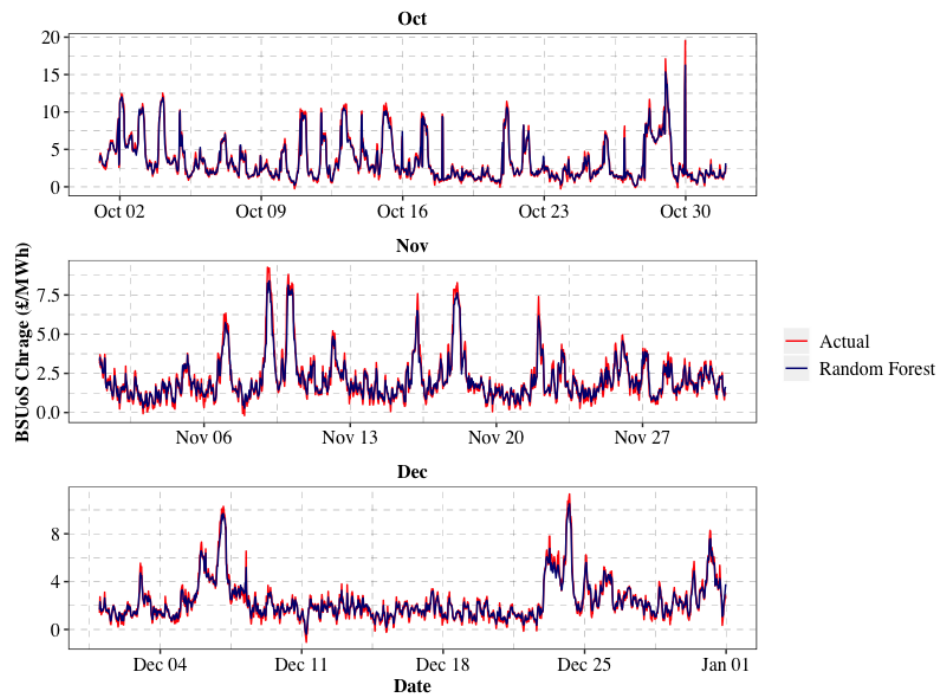 Oct
20
15
10
5
0
Oct 02 Oct 09 Oct 16 Oct 23 Oct 30
Nov
7.5
5.0
2.5
0.0
Nov 06 Nov 13 Nov 20 Nov 27
BSUoS Chrage (£/MWh)
Actual
Random Forest
Dec
8
4
0
Dec 04 Dec 11 Dec 18 Dec 25 Jan 01
Date